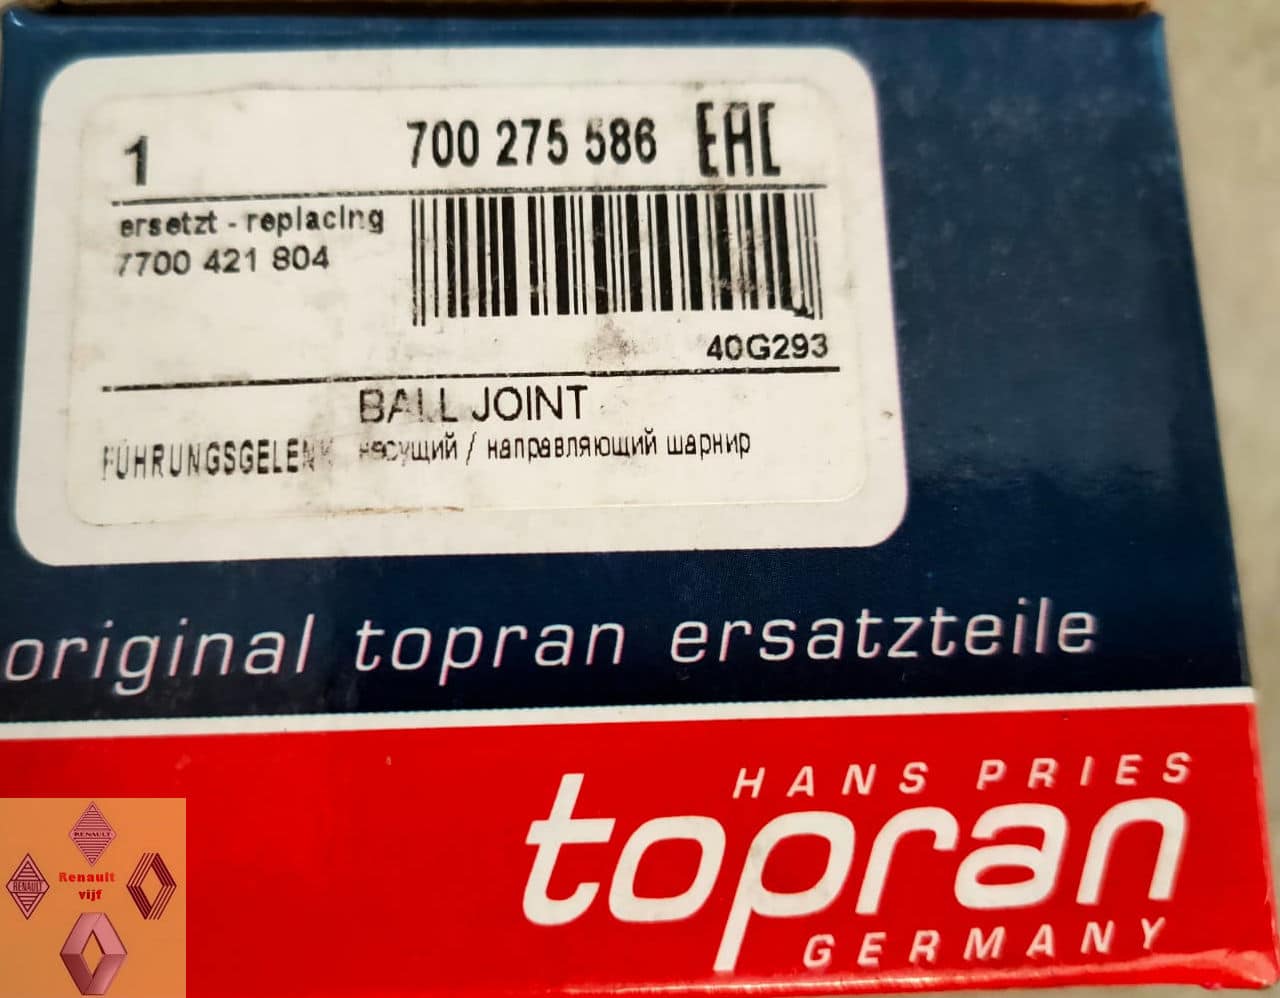 1
700 275 586 EAC
ersetzt - replacing
7700 421 804
40G293
BALL JOINT
FÜHRUNGSGELENK несущий / направляющий шарнир
original topran ersatzteile
HANS PRIES
topran
GERMANY
RENAULT
RENAULT
Renault
vijf